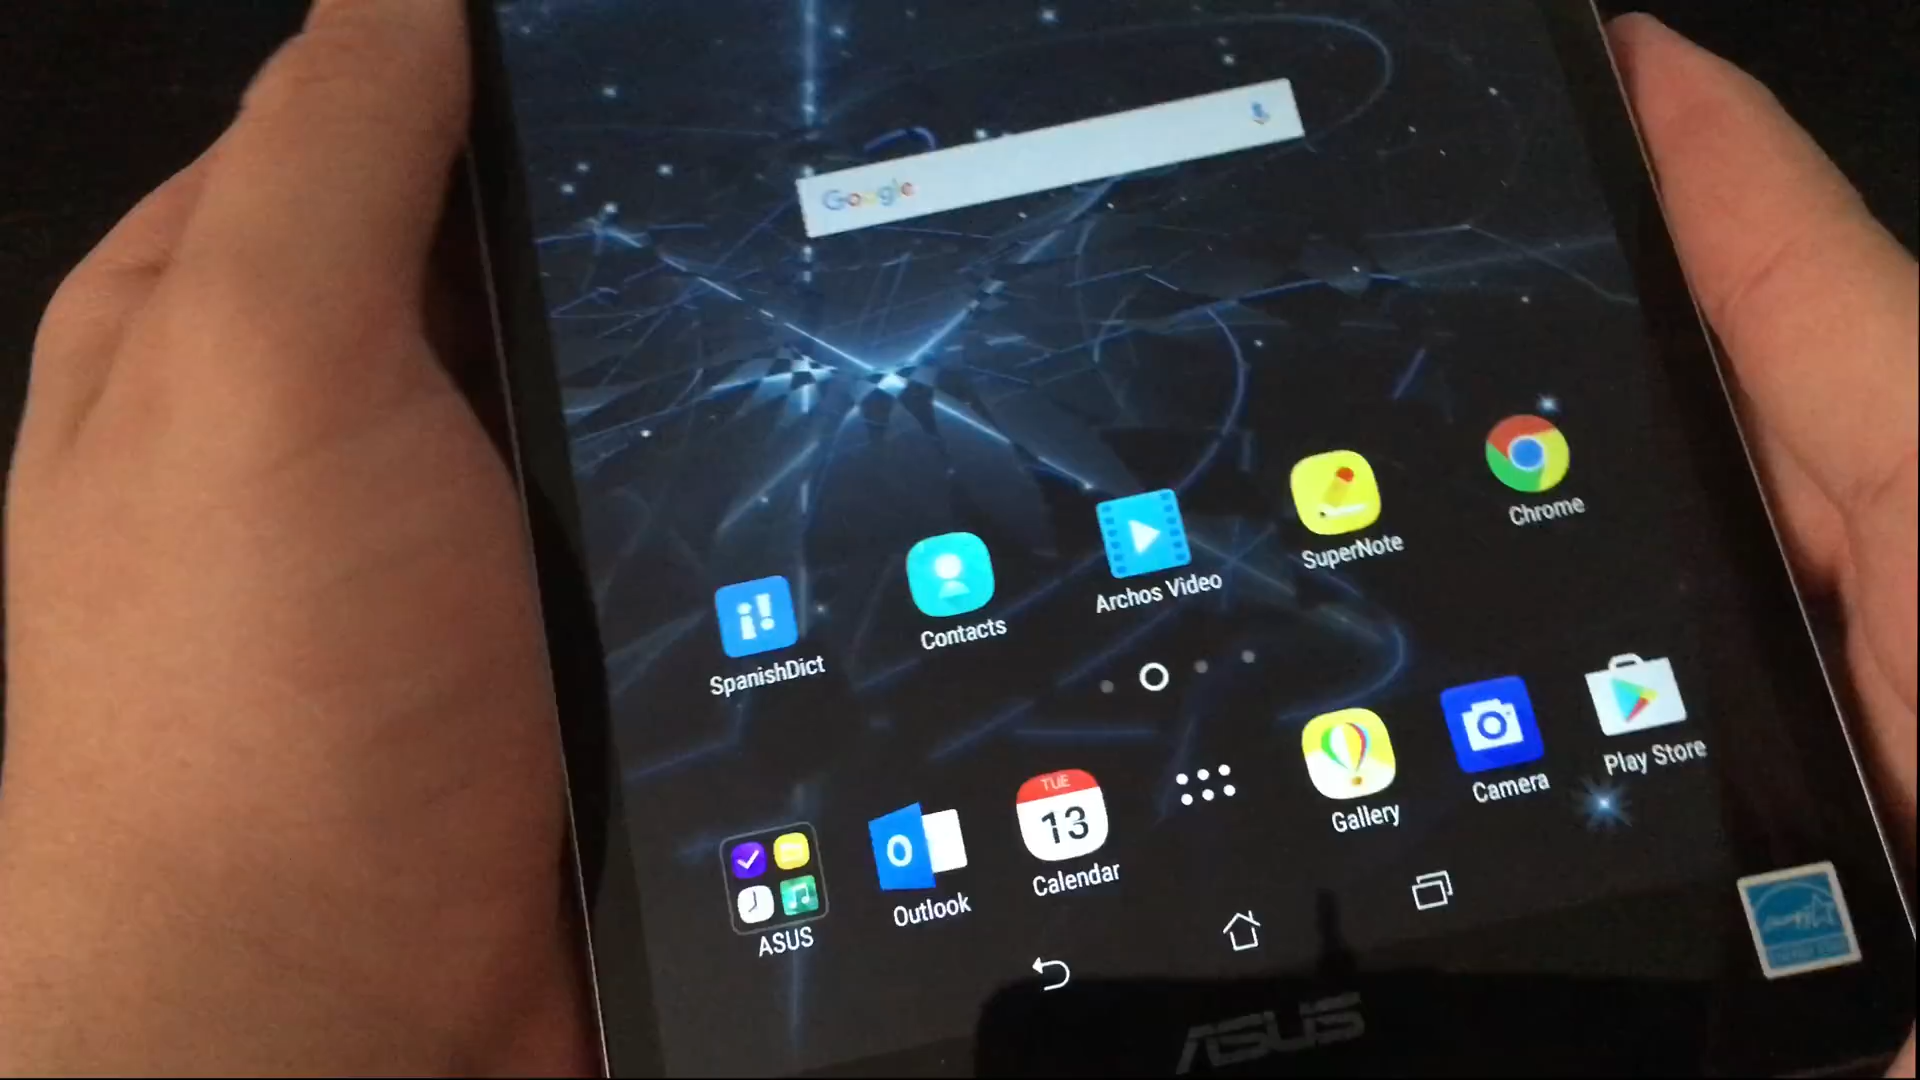 Google
Chrome
SuperNote
Archos Video
Contacts
SpanishDict
Play Store
Camera
Gallery
TUE
13
Calendar
O
Outlook
ASUS
ASUS